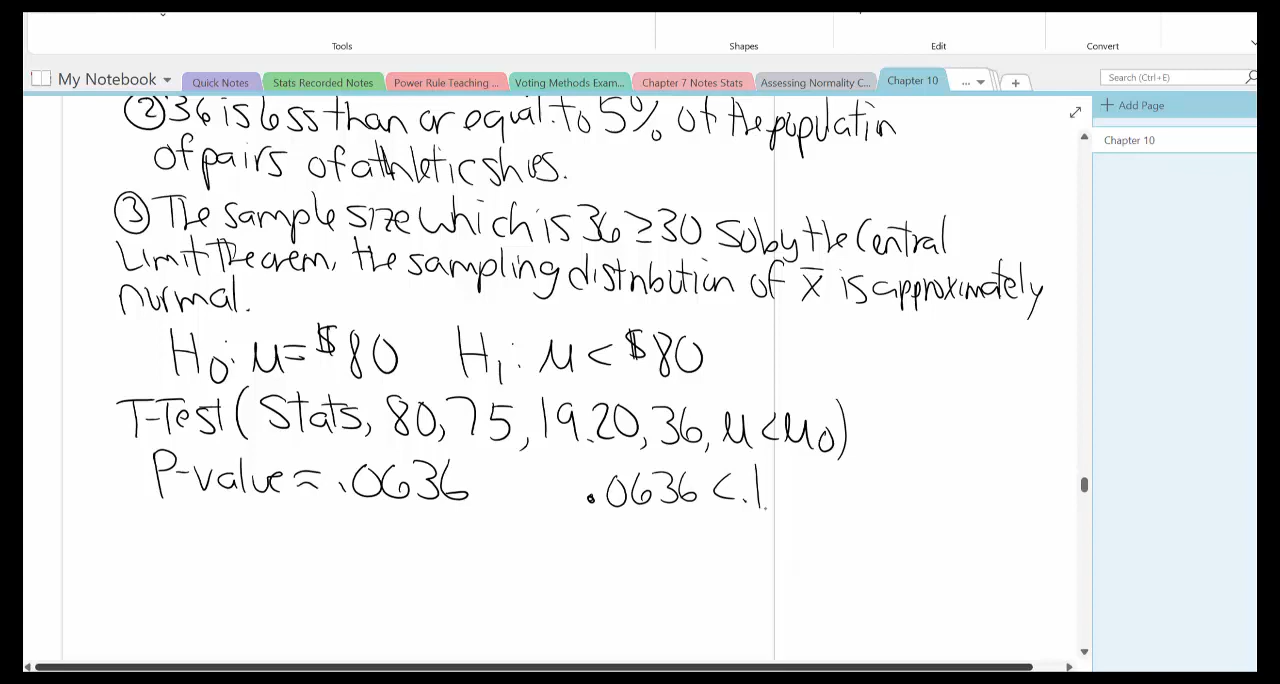 Tools
Shapes
Edit
Convert
My Notebook
Quick Notes
Stats Recorded Notes
Power Rule Teaching ...
Voting Methods Exam...
Chapter 7 Notes Stats
Assessing Normality C...
Chapter 10
...
Search (Ctrl+E)
Add Page
Chapter 10
② 36 is less than or equal to 5% of the populatin
of pairs of athletic shies.
③ The sample size which is 36 ≥ 30 so by the Central
Limit Theorem, the sampling distribution of x̄ is approximately
normal.
H₀: μ = $80 H₁: μ < $80
T-Test (Stats, 80, 75, 19.20, 36, μ < μ₀)
P-value = .0636 .0636 < .1